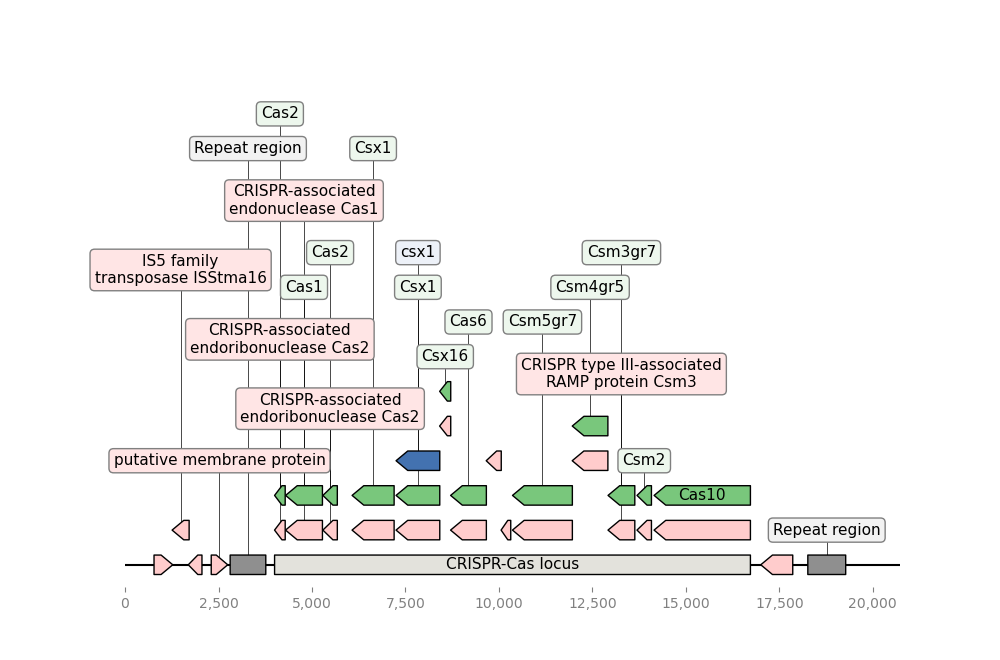 Cas2
Repeat region
Csx1
CRISPR-associated
endonuclease Cas1
IS5 family
transposase ISStma16
Cas2
csx1
Csm3gr7
Cas1
Csx1
Csm4gr5
Cas6
Csm5gr7
CRISPR-associated
endoribonuclease Cas2
Csx16
CRISPR type III-associated
RAMP protein Csm3
CRISPR-associated
endoribonuclease Cas2
putative membrane protein
Csm2
Cas10
Repeat region
CRISPR-Cas locus
0 2,500 5,000 7,500 10,000 12,500 15,000 17,500 20,000